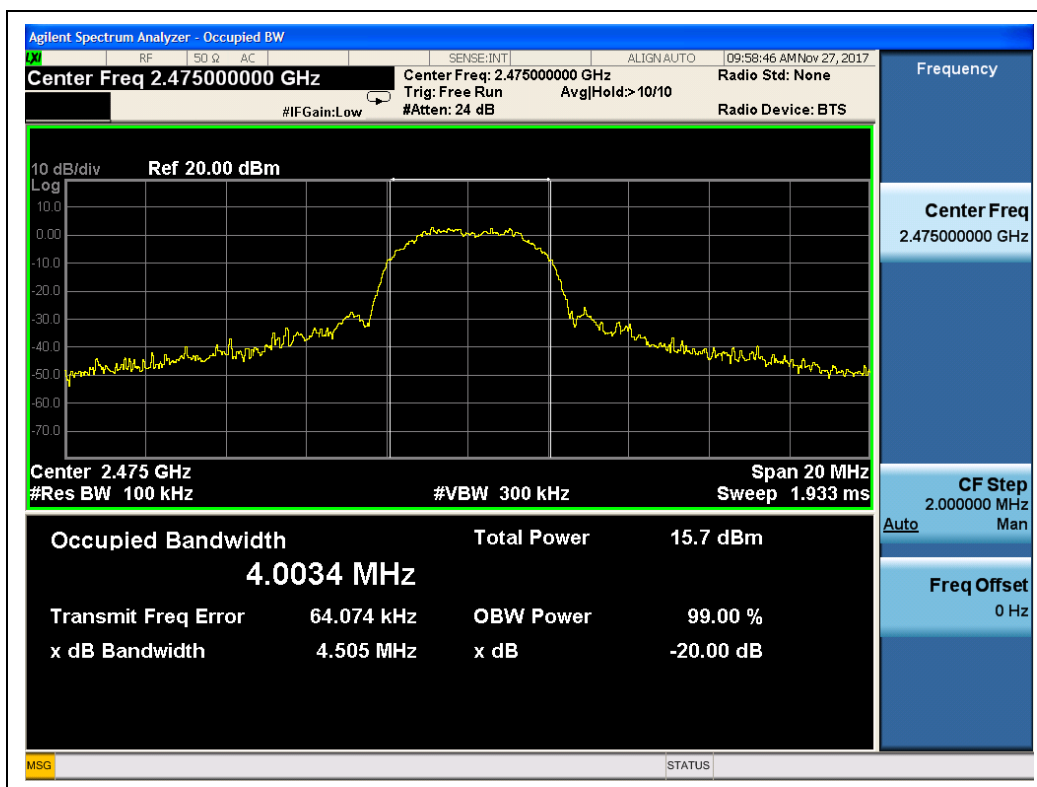 Agilent Spectrum Analyzer - Occupied BW
LXI RF 50 Ω AC SENSE:INT ALIGN AUTO 09:58:46 AM Nov 27, 2017
Center Freq 2.475000000 GHz
Center Freq: 2.475000000 GHz
Radio Std: None
Trig: Free Run Avg|Hold:> 10/10
#IFGain:Low
#Atten: 24 dB
Radio Device: BTS
10 dB/div Ref 20.00 dBm
Log
10.0
0.00
-10.0
-20.0
-30.0
-40.0
-50.0
-60.0
-70.0
Center 2.475 GHz
Span 20 MHz
#Res BW 100 kHz
#VBW 300 kHz
Sweep 1.933 ms
Occupied Bandwidth
4.0034 MHz
Total Power 15.7 dBm
Transmit Freq Error 64.074 kHz
OBW Power 99.00 %
x dB Bandwidth 4.505 MHz
x dB -20.00 dB
Frequency
Center Freq
2.475000000 GHz
CF Step
2.000000 MHz
Auto Man
Freq Offset
0 Hz
MSG
STATUS